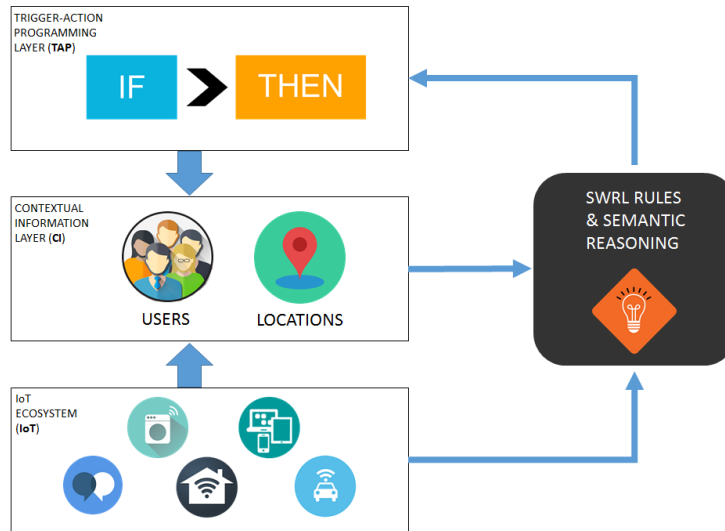 TRIGGER-ACTION
PROGRAMMING
LAYER (TAP)
IF
THEN
CONTEXTUAL
INFORMATION
LAYER (CI)
USERS
LOCATIONS
SWRL RULES
& SEMANTIC
REASONING
IoT
ECOSYSTEM
(IoT)